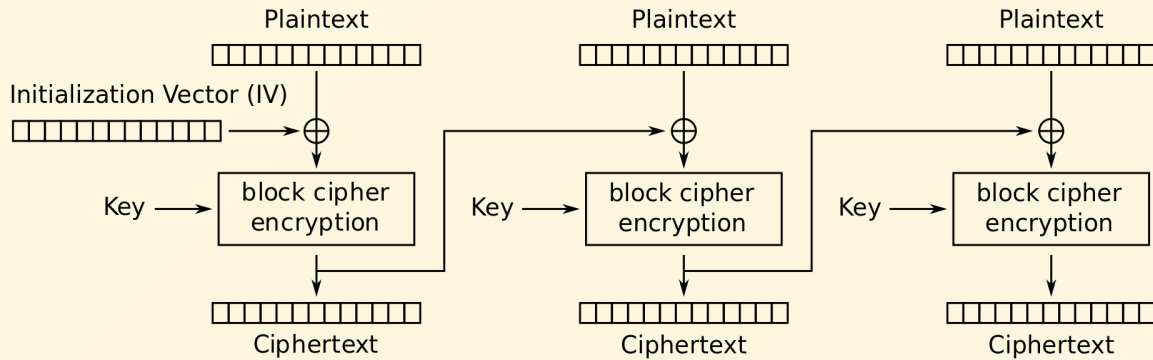 Plaintext
Plaintext
Plaintext
Initialization Vector (IV)
Key
block cipher
encryption
Key
block cipher
encryption
Key
block cipher
encryption
Ciphertext
Ciphertext
Ciphertext